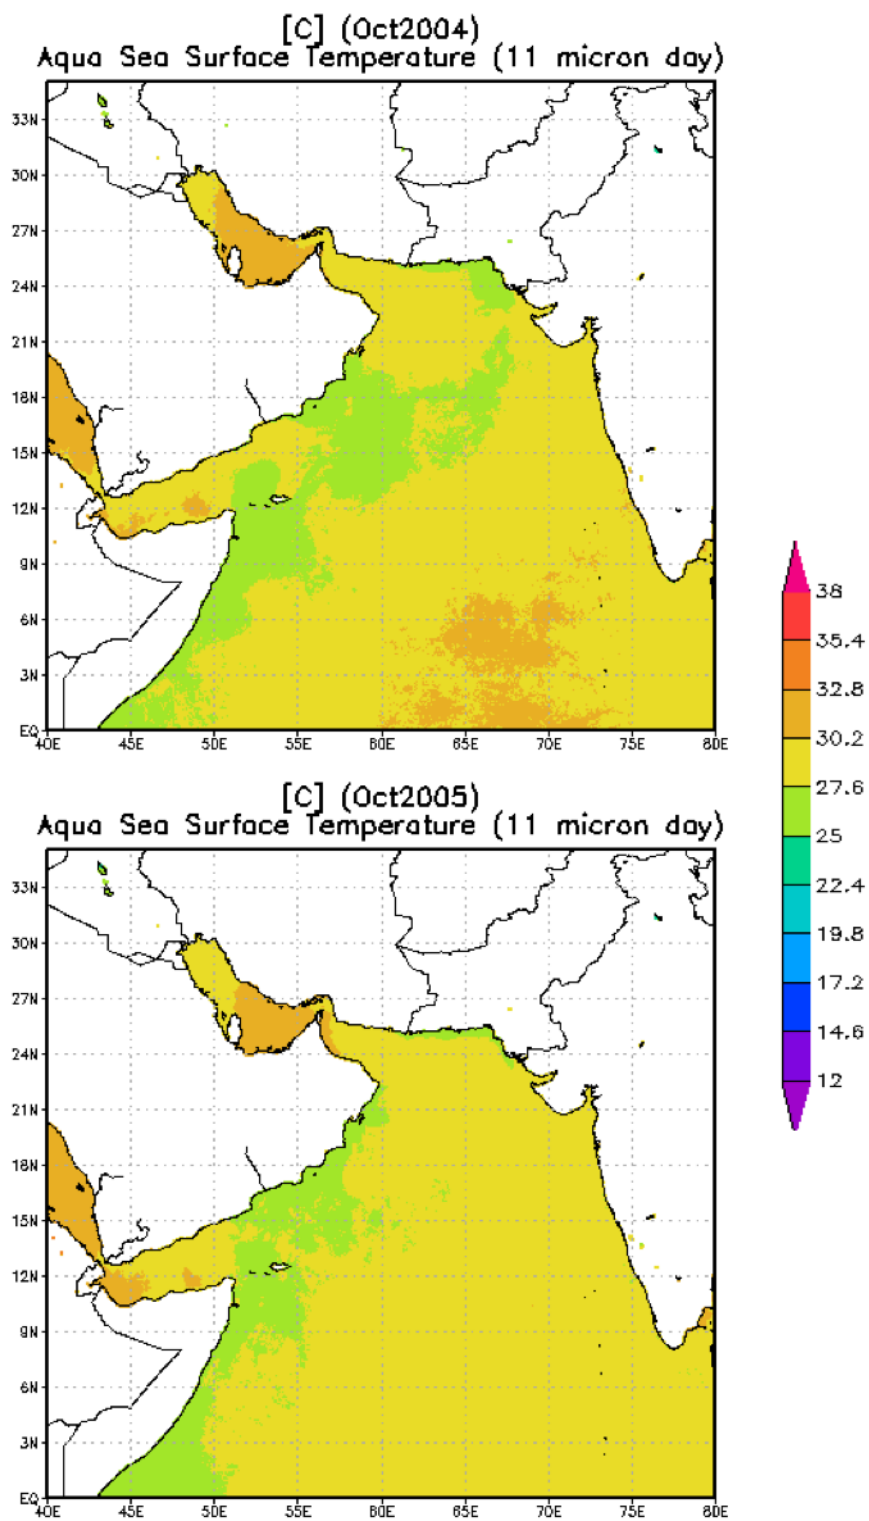 [C] (Oct2004)
Aqua Sea Surface Temperature (11 micron day)
33N
30N
27N
24N
21N
18N
15N
12N
9N
6N
3N
EQ
40E 45E 50E 55E 60E 65E 70E 75E 80E
38
35.4
32.8
30.2
27.6
25
22.4
19.8
17.2
14.6
12
[C] (Oct2005)
Aqua Sea Surface Temperature (11 micron day)
33N
30N
27N
24N
21N
18N
15N
12N
9N
6N
3N
EQ
40E 45E 50E 55E 60E 65E 70E 75E 80E